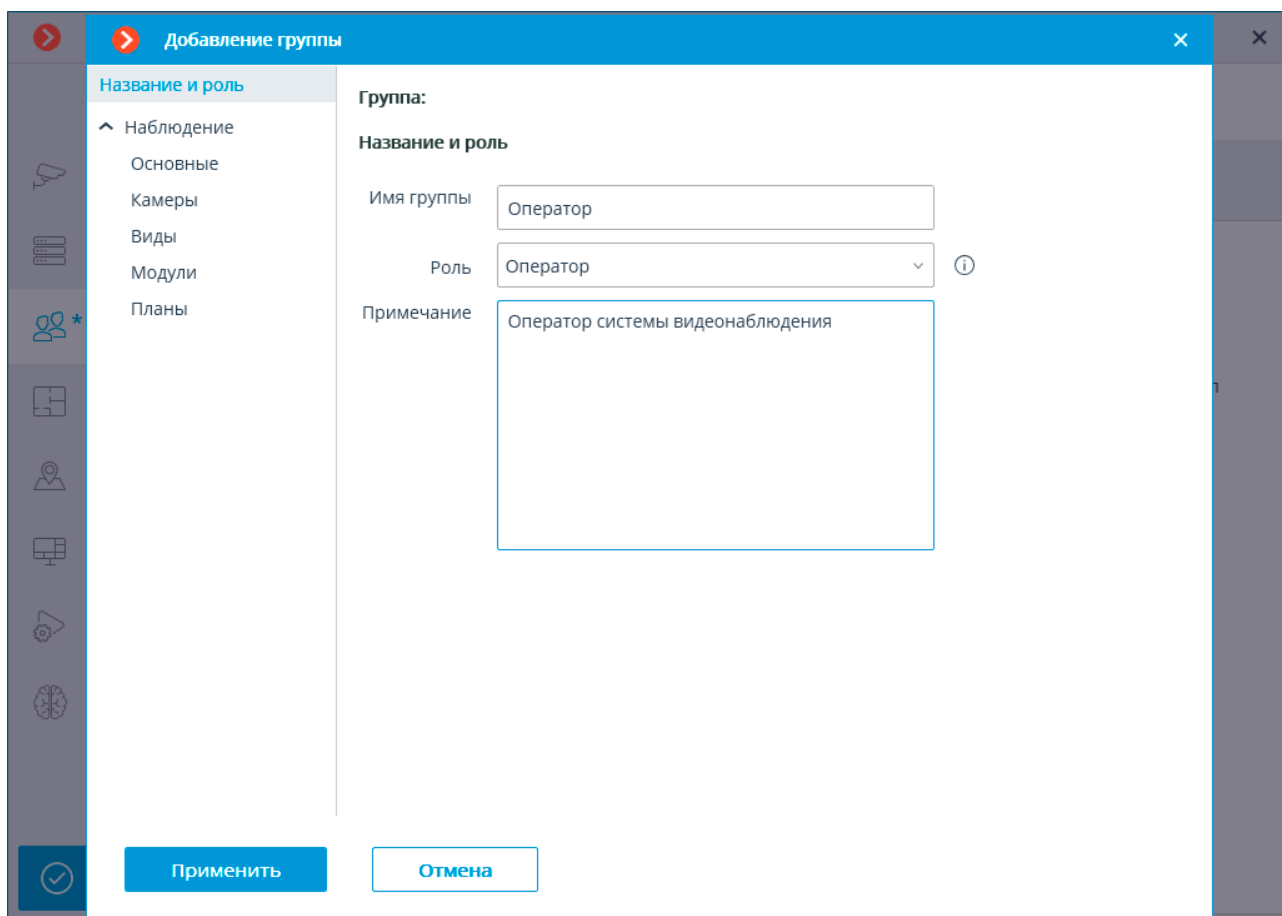 Добавление группы
Название и роль
Наблюдение
Основные
Камеры
Виды
Модули
Планы
Группа:
Название и роль
Имя группы
Оператор
Роль
Оператор
Примечание
Оператор системы видеонаблюдения
Применить
Отмена